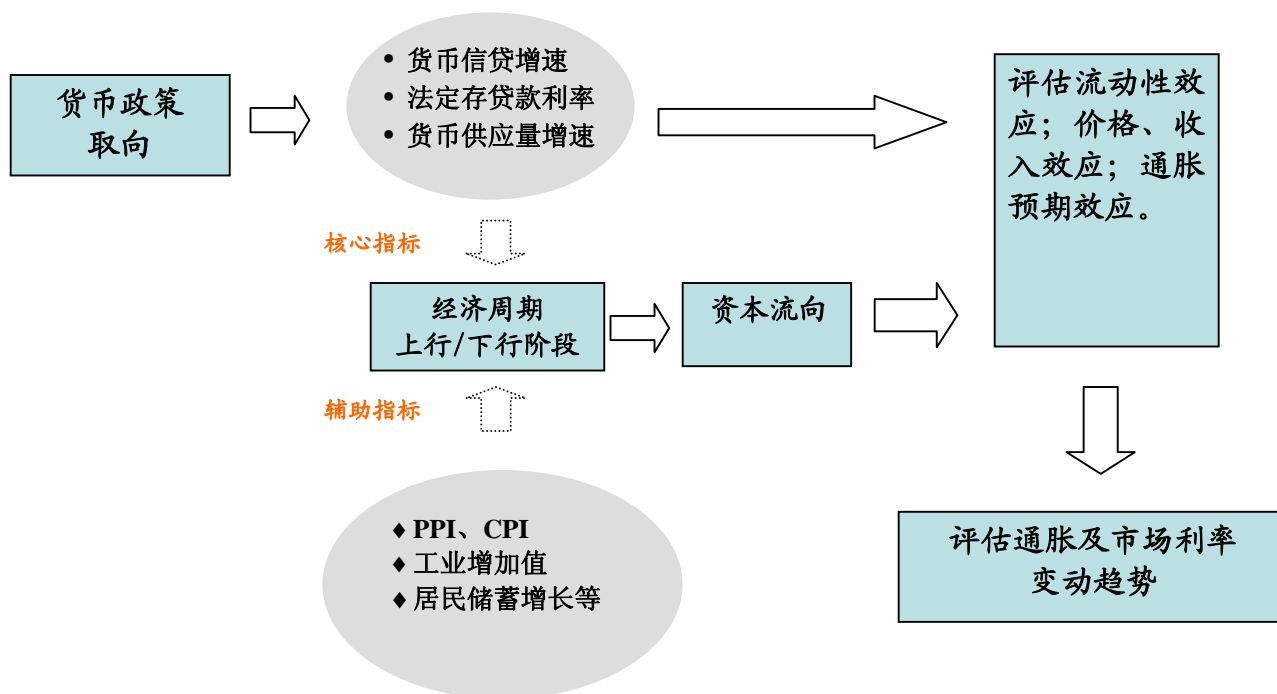 货币政策
取向
• 货币信贷增速
• 法定存贷款利率
• 货币供应量增速
评估流动性效
应；价格、收
入效应；通胀
预期效应。
核心指标
经济周期
上行/下行阶段
资本流向
辅助指标
♦ PPI、CPI
♦ 工业增加值
♦ 居民储蓄增长等
评估通胀及市场利率
变动趋势